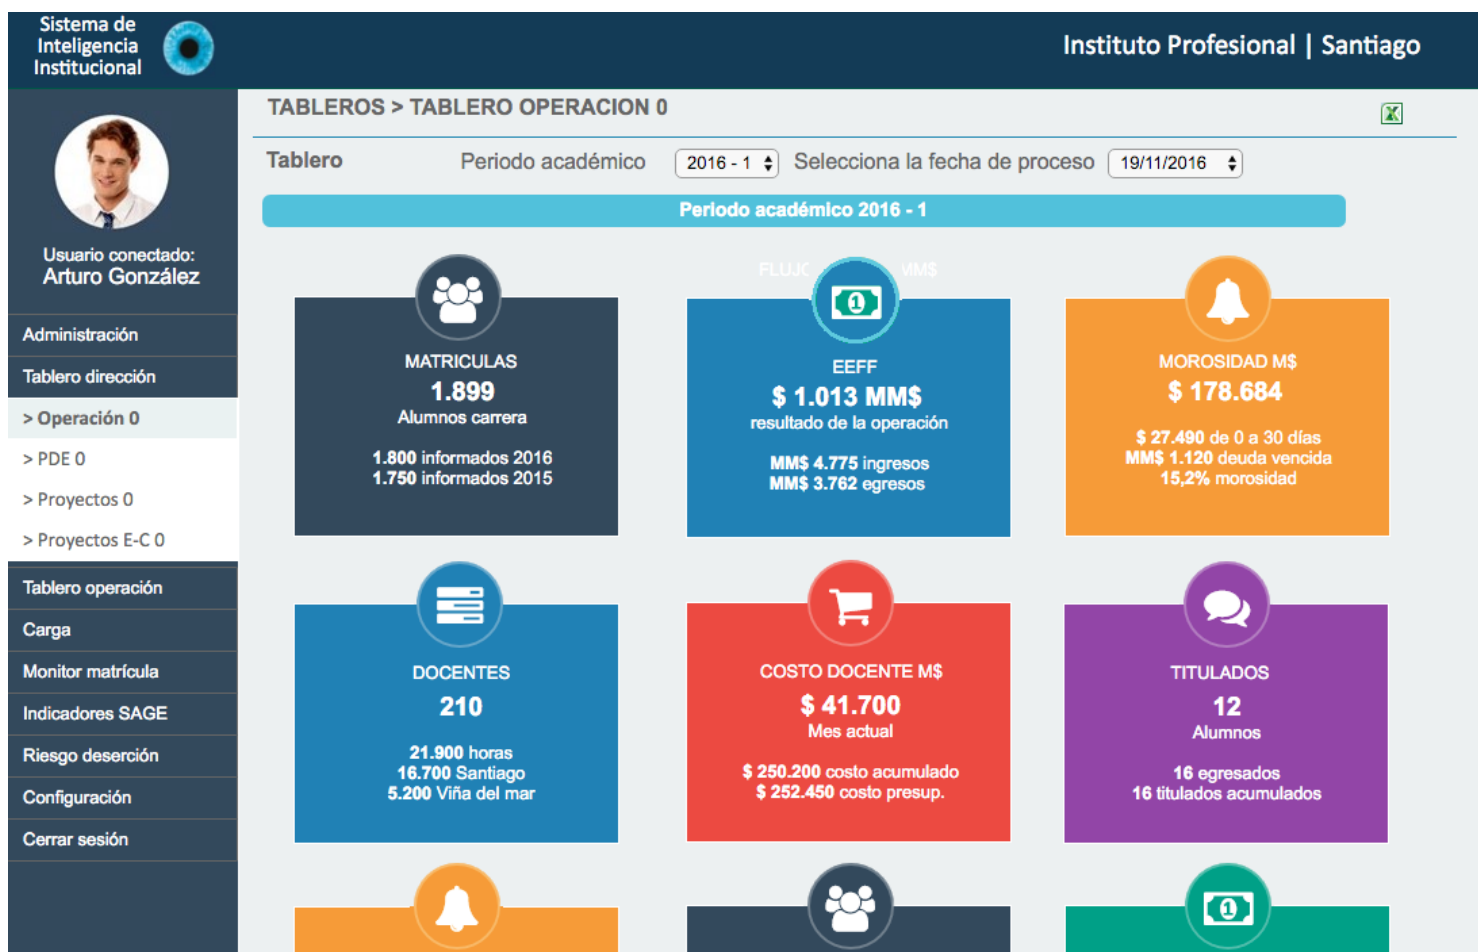 Sistema de
Inteligencia
Institucional
Instituto Profesional | Santiago
Usuario conectado:
Arturo González
Administración
Tablero dirección
> Operación 0
> PDE 0
> Proyectos 0
> Proyectos E-C 0
Tablero operación
Carga
Monitor matrícula
Indicadores SAGE
Riesgo deserción
Configuración
Cerrar sesión
TABLEROS > TABLERO OPERACION 0
Tablero Periodo académico 2016 - 1 Selecciona la fecha de proceso 19/11/2016
Periodo académico 2016 - 1
MATRICULAS
1.899
Alumnos carrera
1.800 informados 2016
1.750 informados 2015
MM$
1
EEFF
$ 1.013 MM$
resultado de la operación
MM$ 4.775 ingresos
MM$ 3.762 egresos
MOROSIDAD M$
$ 178.684
$ 27.490 de 0 a 30 días
MM$ 1.120 deuda vencida
15,2% morosidad
DOCENTES
210
21.900 horas
16.700 Santiago
5.200 Viña del mar
COSTO DOCENTE M$
$ 41.700
Mes actual
$ 250.200 costo acumulado
$ 252.450 costo presup.
TITULADOS
12
Alumnos
16 egresados
16 titulados acumulados
1